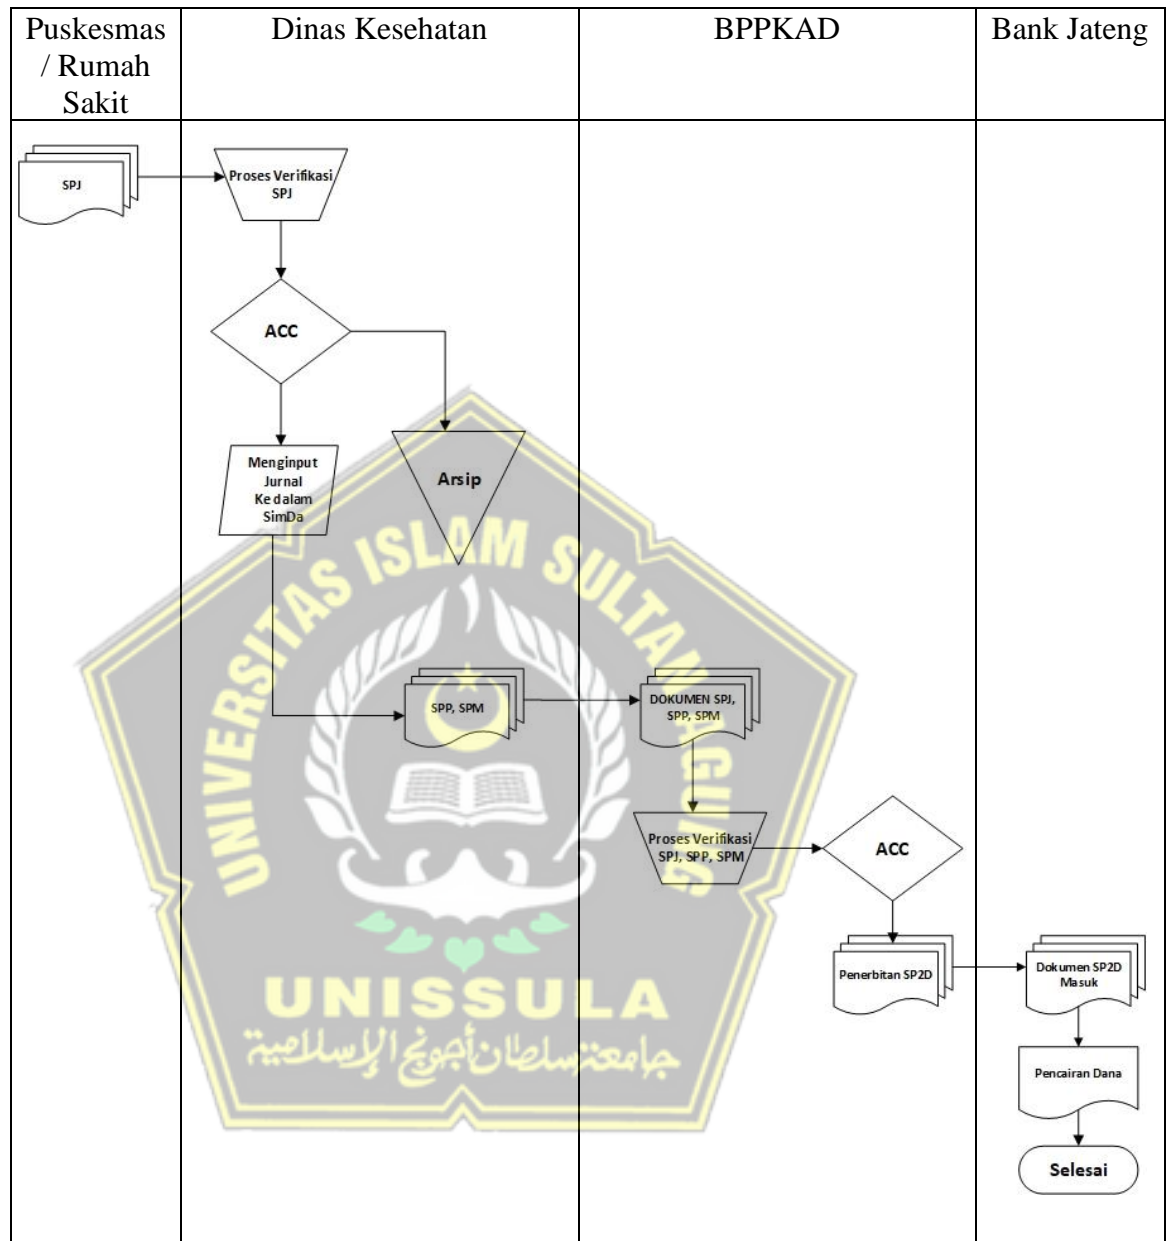 Puskesmas
/ Rumah
Sakit
Dinas Kesehatan
BPPKAD
Bank Jateng
SPJ
Proses Verifikasi
SPJ
ACC
Menginput
Jurnal
Kedalam
SimDa
Arsip
SPP, SPM
DOKUMEN SPJ,
SPP, SPM
Proses Verifikasi
SPJ, SPP, SPM
ACC
Penerbitan SP2D
Dokumen SP2D
Masuk
Pencairan Dana
Selesai
UNIVERSITAS ISLAM SULTAN AGUNG
UNISSULA
جامعة سلطان أجونج الإسلامية